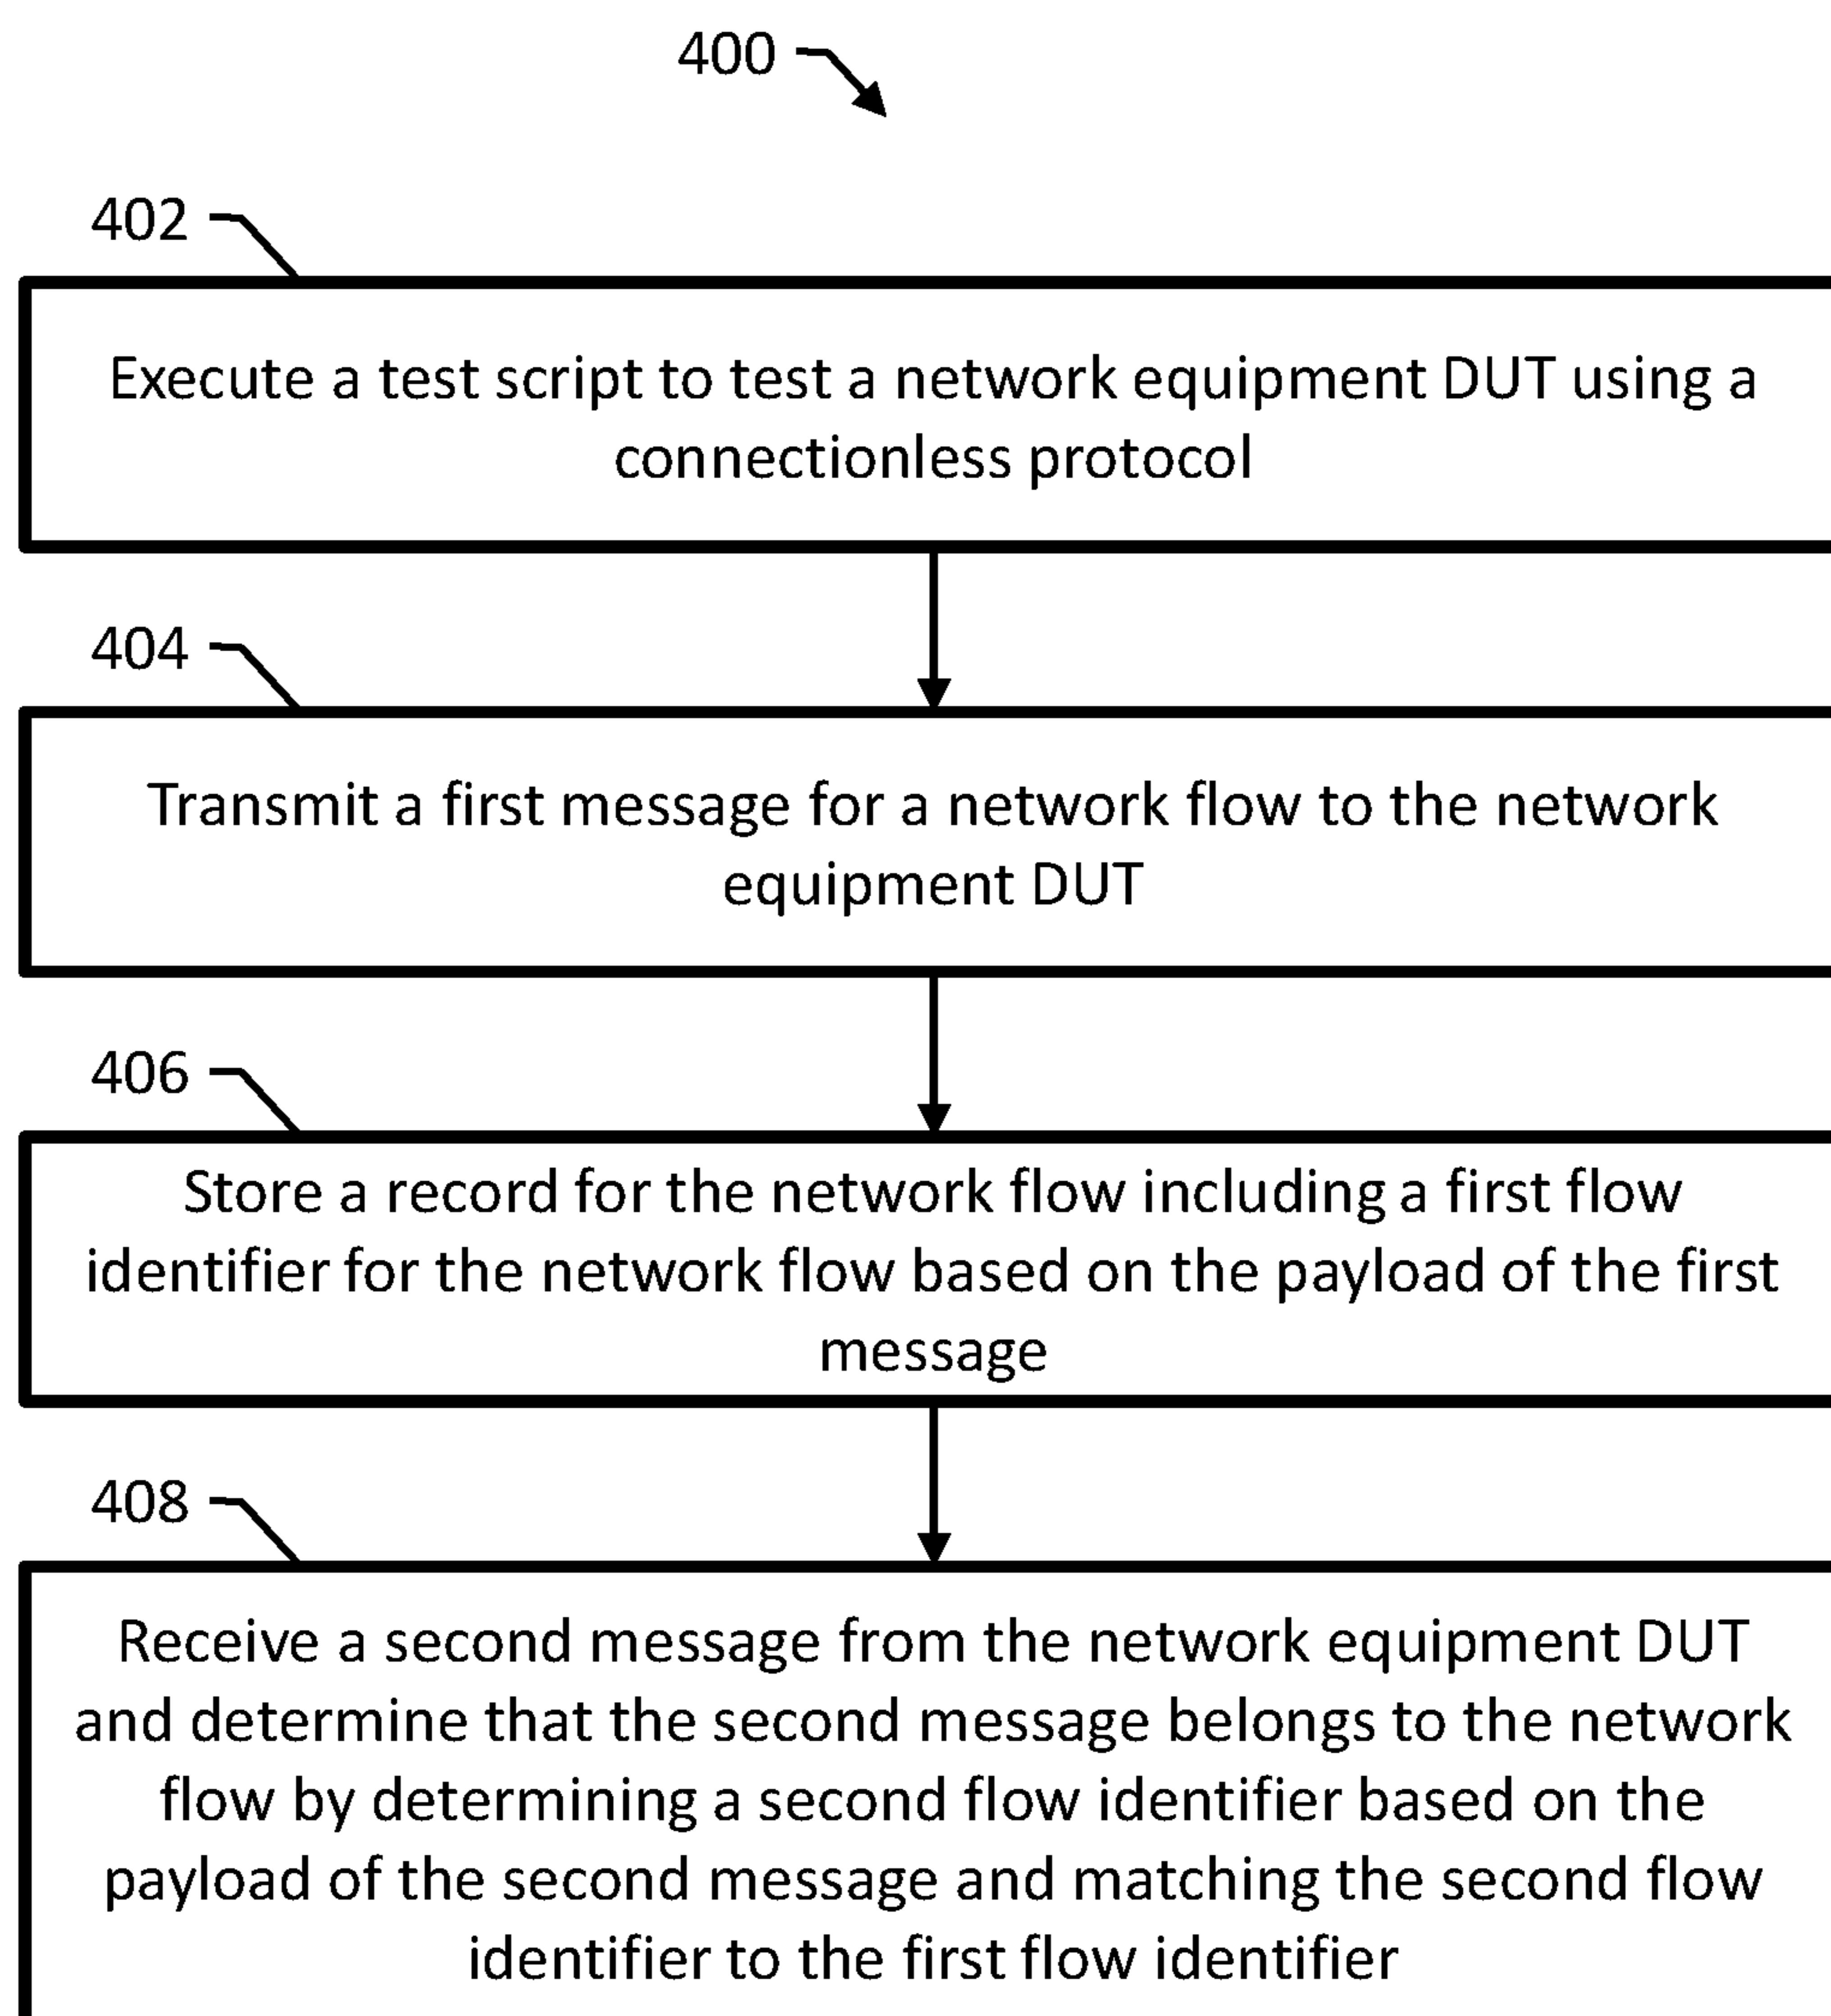 400
402
Execute a test script to test a network equipment DUT using a
connectionless protocol
404
Transmit a first message for a network flow to the network
equipment DUT
406
Store a record for the network flow including a first flow
identifier for the network flow based on the payload of the first
message
408
Receive a second message from the network equipment DUT
and determine that the second message belongs to the network
flow by determining a second flow identifier based on the
payload of the second message and matching the second flow
identifier to the first flow identifier